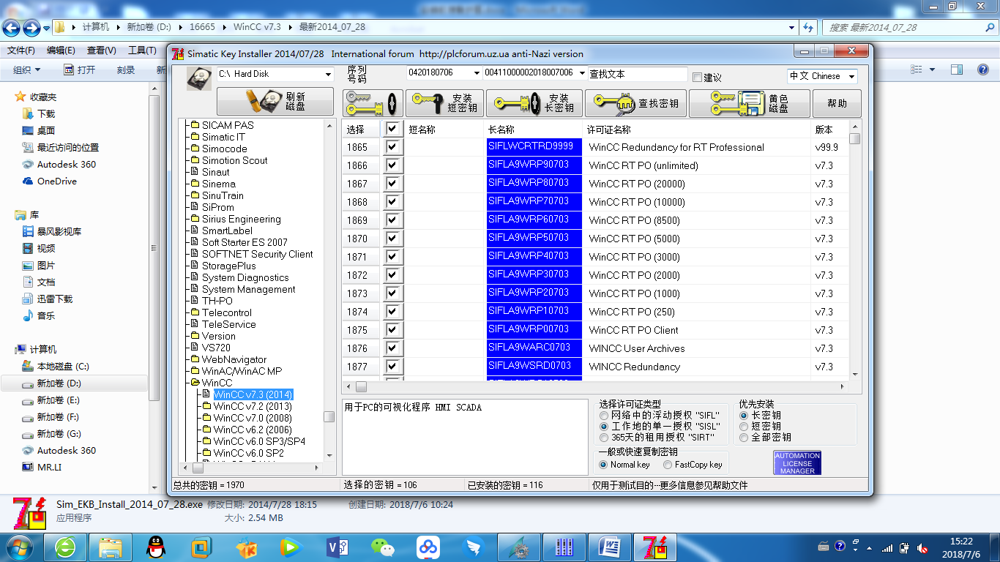 计算机 ▸ 新加卷 (D:) ▸ 16665 ▸ WinCC v7.3 ▸ 最新2014_07_28
搜索 最新2014_07_28
文件(F) 编辑(E) 查看(V) 工具(T)
组织 打开 刻录
收藏夹
下载
桌面
最近访问的位置
Autodesk 360
OneDrive
库
暴风影视库
视频
图片
文档
迅雷下载
音乐
计算机
本地磁盘 (C:)
新加卷 (D:)
新加卷 (E:)
新加卷 (F:)
新加卷 (G:)
Autodesk 360
MR.LI
Simatic Key Installer 2014/07/28 International forum http://plcforum.uz.ua anti-Nazi version
C:\ Hard Disk
序列
号码
0420180706
00411000002018007006
查找文本
建议
中文 Chinese
刷新
磁盘
安装
短密钥
安装
长密钥
查找密钥
黄色
磁盘
帮助
SICAM PAS
Simatic IT
Simocode
Simotion Scout
Sinaut
Sinema
SinuTrain
SiProm
Sirius Engineering
SmartLabel
Soft Starter ES 2007
SOFTNET Security Client
StoragePlus
System Diagnostics
System Management
TH-PO
Telecontrol
TeleService
Version
VS720
WebNavigator
WinAC/WinAC MP
WinCC
WinCC v7.3 (2014)
WinCC v7.2 (2013)
WinCC v7.0 (2008)
WinCC v6.2 (2006)
WinCC v6.0 SP3/SP4
WinCC v6.0 SP2
选择 短名称 长名称 许可证名称 版本
1865 SIFLWCRTRD9999 WinCC Redundancy for RT Professional v99.9
1866 SIFLA9WRP90703 WinCC RT PO (unlimited) v7.3
1867 SIFLA9WRP80703 WinCC RT PO (20000) v7.3
1868 SIFLA9WRP70703 WinCC RT PO (10000) v7.3
1869 SIFLA9WRP60703 WinCC RT PO (8500) v7.3
1870 SIFLA9WRP50703 WinCC RT PO (5000) v7.3
1871 SIFLA9WRP40703 WinCC RT PO (3000) v7.3
1872 SIFLA9WRP30703 WinCC RT PO (2000) v7.3
1873 SIFLA9WRP20703 WinCC RT PO (1000) v7.3
1874 SIFLA9WRP10703 WinCC RT PO (250) v7.3
1875 SIFLA9WRP00703 WinCC RT PO Client v7.3
1876 SIFLA9WARC0703 WINCC User Archives v7.3
1877 SIFLA9WSRD0703 WINCC Redundancy v7.3
用于PC的可视化程序 HMI SCADA
选择许可证类型
网络中的浮动授权 "SIFL"
工作地的单一授权 "SISL"
365天的租用授权 "SIRT"
优先安装
长密钥
短密钥
全部密钥
一般或快速复制密钥
Normal key FastCopy key
AUTOMATION
LICENSE
MANAGER
总共的密钥 = 1970 选择的密钥 = 106 已安装的密钥 = 116 仅用于测试目的--更多信息参见帮助文件
Sim_EKB_Install_2014_07_28.exe 修改日期: 2014/7/28 18:15 创建日期: 2018/7/6 10:24
应用程序 大小: 2.54 MB
15:22
2018/7/6